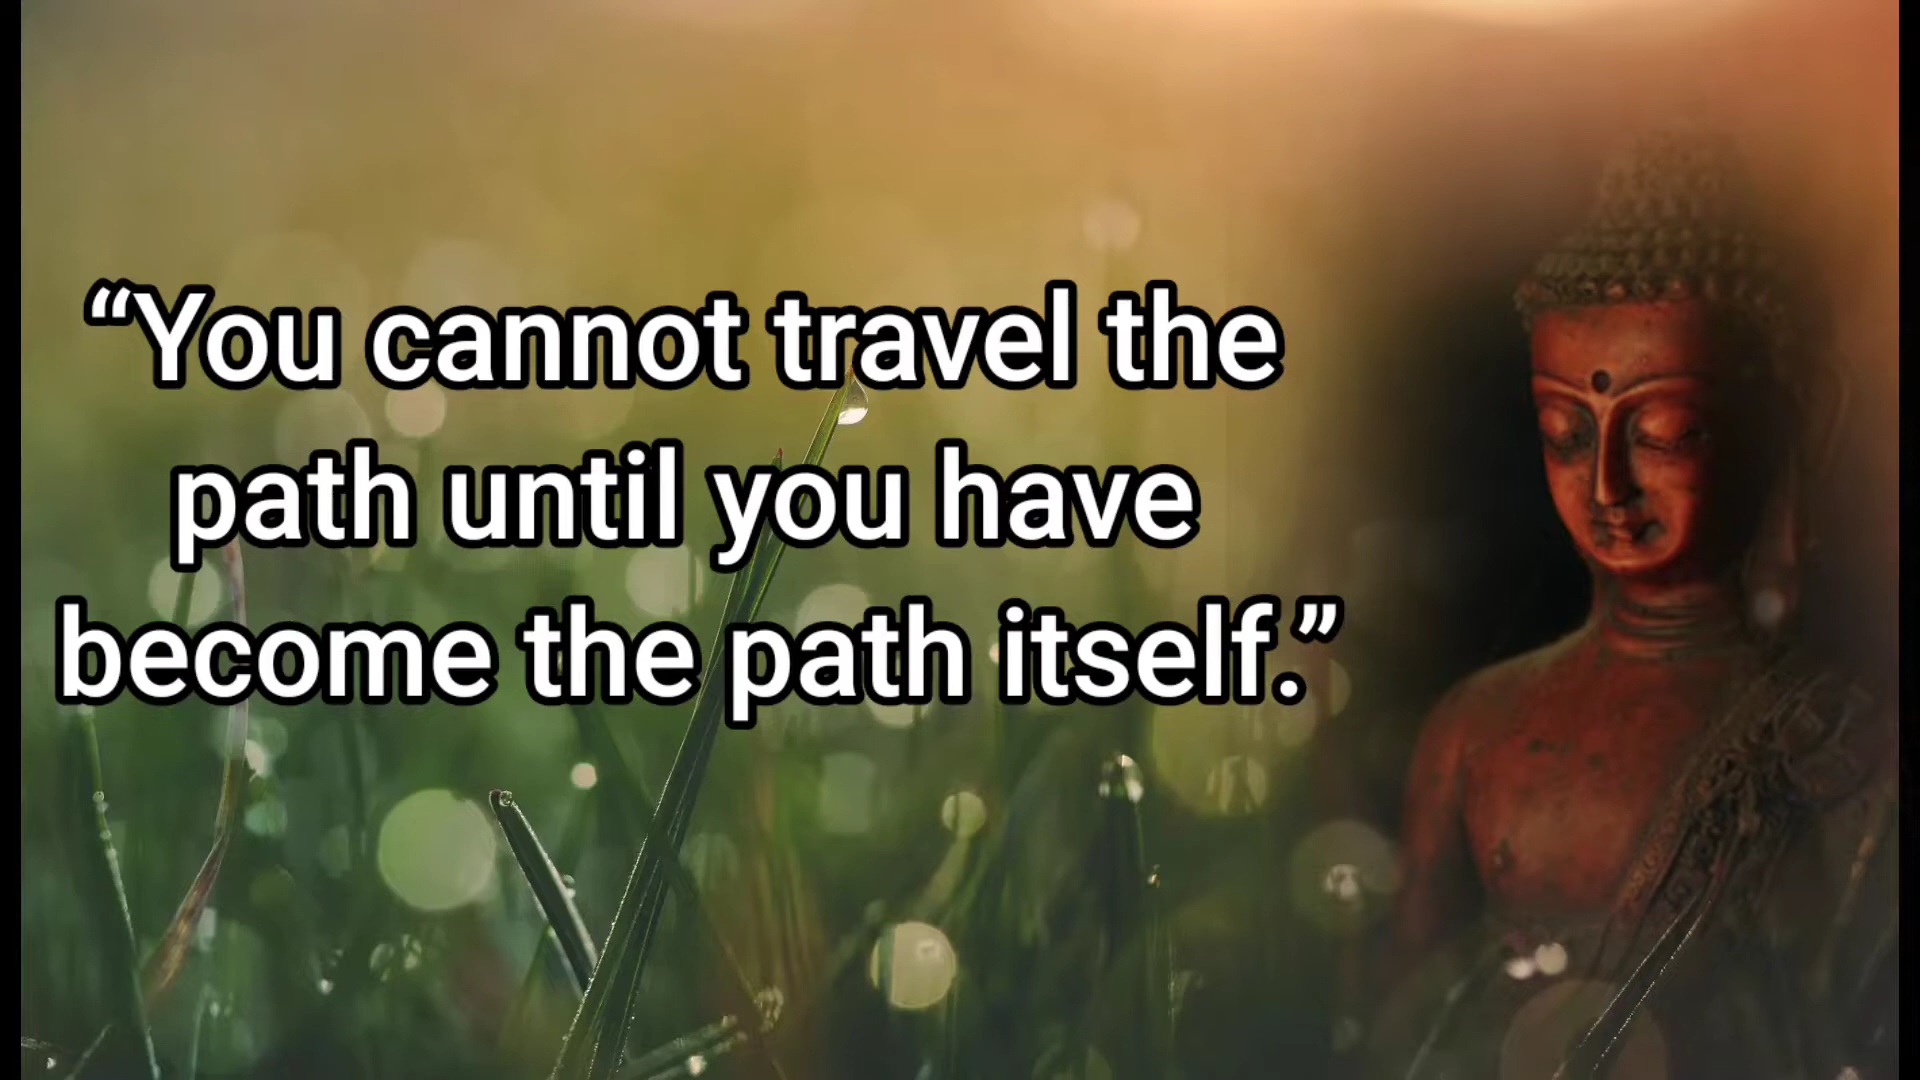 “You cannot travel the
path until you have
become the path itself.”